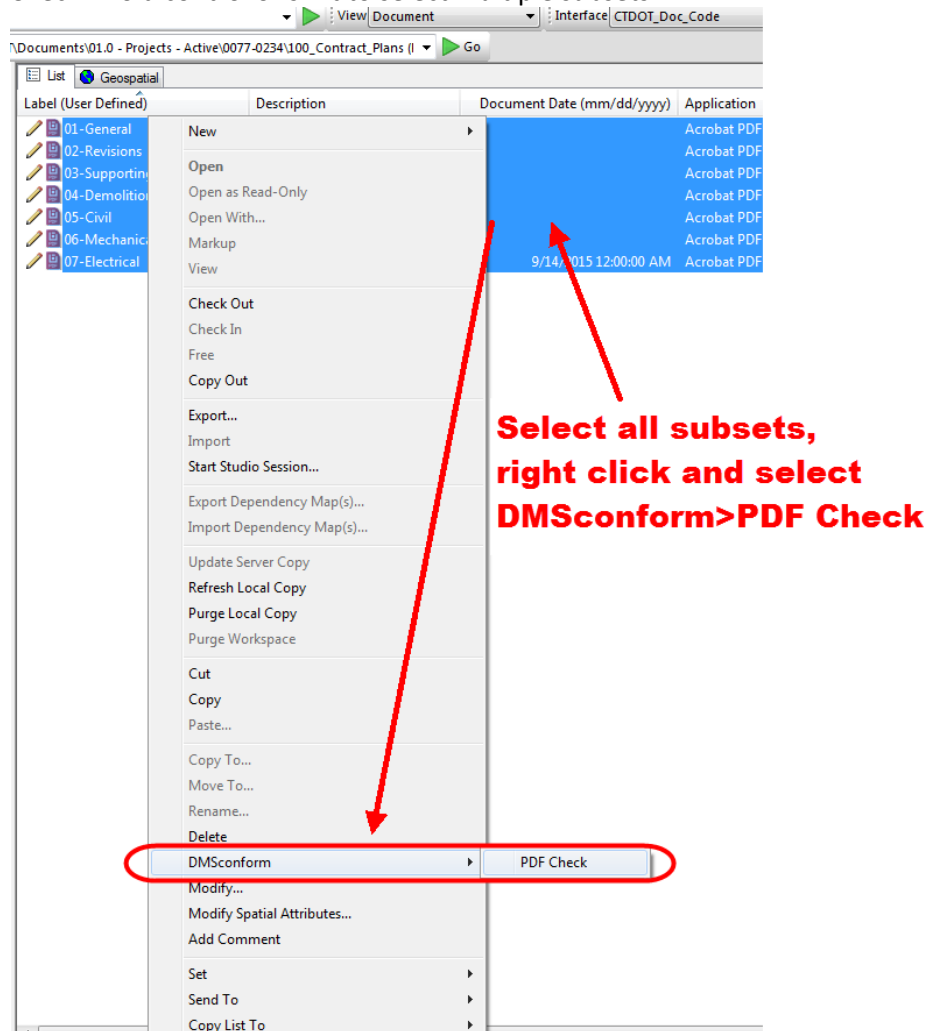 View Document Interface CTDOT_Doc_Code
\Documents\01.0 - Projects - Active\0077-0234\100_Contract_Plans (I Go
List Geospatial
Label (User Defined) Description Document Date (mm/dd/yyyy) Application
01-General Acrobat PDF
02-Revisions Acrobat PDF
03-Supporting Acrobat PDF
04-Demolition Acrobat PDF
05-Civil Acrobat PDF
06-Mechanica Acrobat PDF
07-Electrical 9/14/2015 12:00:00 AM Acrobat PDF
New
Open
Open as Read-Only
Open With...
Markup
View
Check Out
Check In
Free
Copy Out
Export...
Import
Start Studio Session...
Export Dependency Map(s)...
Import Dependency Map(s)...
Update Server Copy
Refresh Local Copy
Purge Local Copy
Purge Workspace
Cut
Copy
Paste...
Copy To...
Move To...
Rename...
Delete
DMSconform PDF Check
Modify...
Modify Spatial Attributes...
Add Comment
Set
Send To
Copy List To
Select all subsets,
right click and select
DMSconform>PDF Check